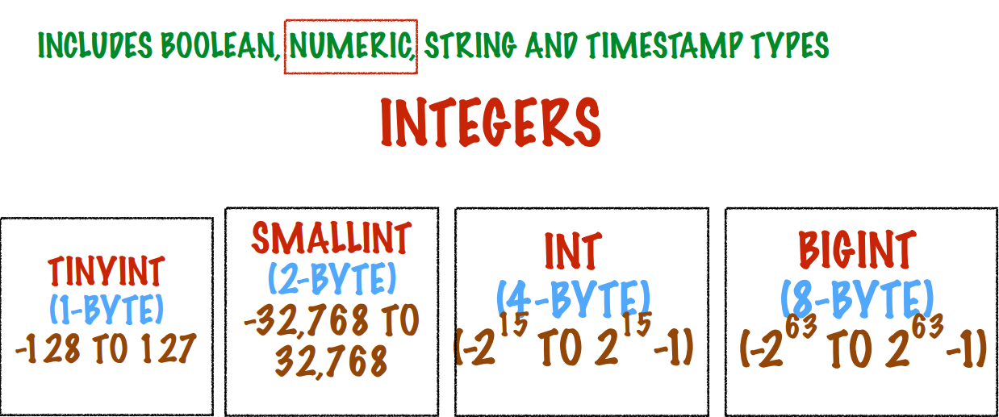 INCLUDES BOOLEAN, NUMERIC, STRING AND TIMESTAMP TYPES
INTEGERS
TINYINT
(1-BYTE)
-128 TO 127
SMALLINT
(2-BYTE)
-32,768 TO
32,768
INT
(4-BYTE)
(-2^15 TO 2^15-1)
BIGINT
(8-BYTE)
(-2^63 TO 2^63-1)